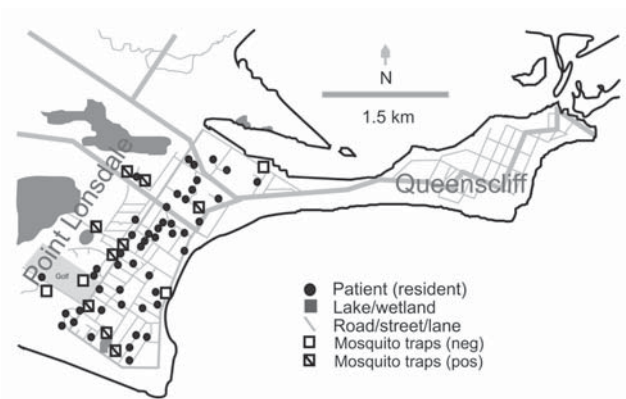 N
1.5 km
Queenscliff
Point Lonsdale
Golf
Patient (resident)
Lake/wetland
Road/street/lane
Mosquito traps (neg)
Mosquito traps (pos)